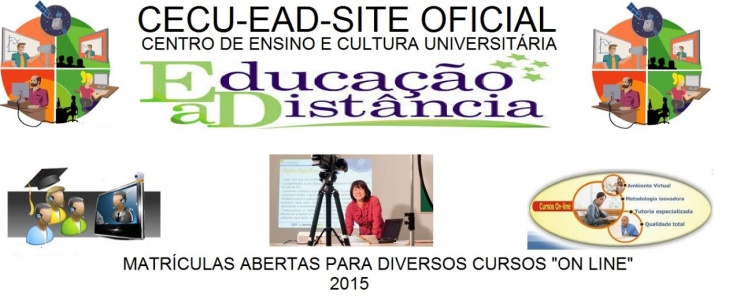 CECU-EAD-SITE OFICIAL
CENTRO DE ENSINO E CULTURA UNIVERSITÁRIA
Educação
a Distância
Cursos On-line
Ambiente Virtual
Metodologia inovadora
Tutoria especializada
Qualidade total
MATRÍCULAS ABERTAS PARA DIVERSOS CURSOS "ON LINE"
2015